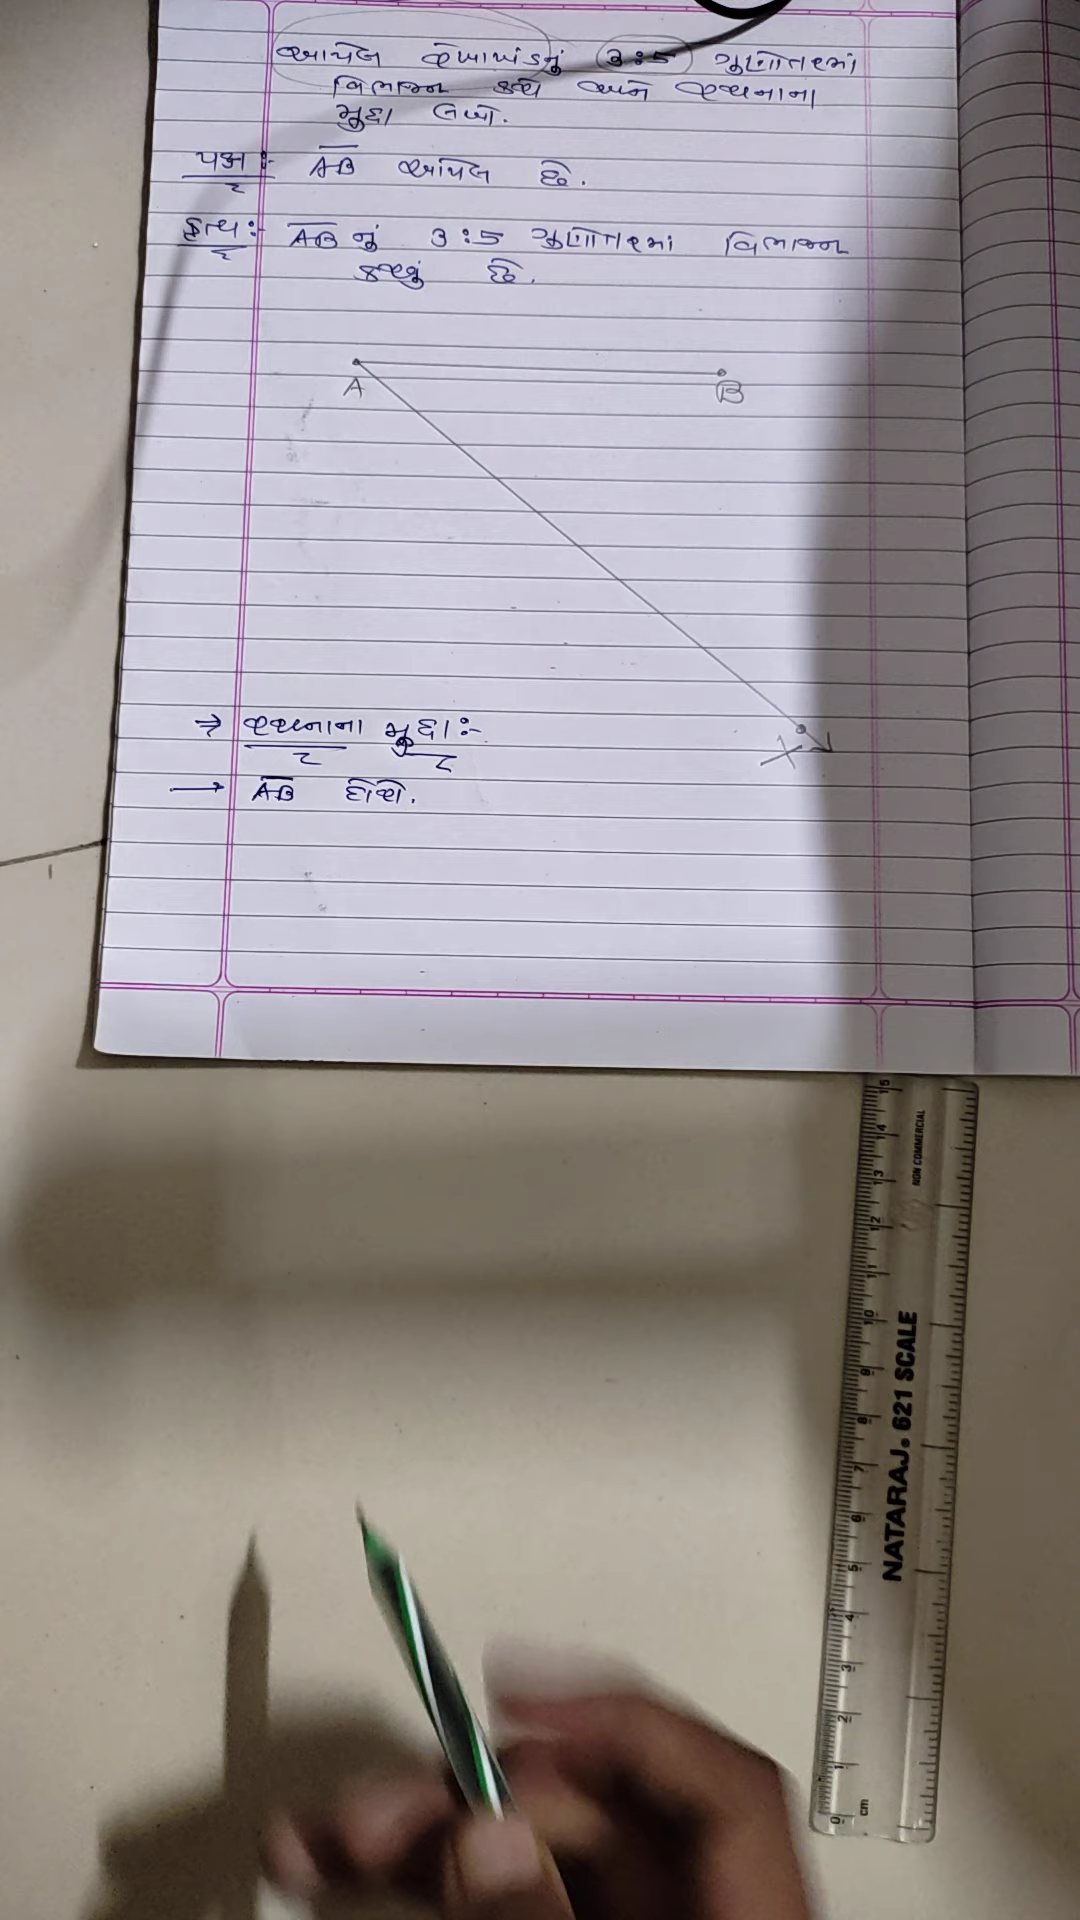 આપેલ રેખાખંડનું 3:5 ગુણોત્તરમાં
વિભાજન કરો અને રચનાના
મુદ્દા લખો.
પક્ષ :- AB આપેલ છે.
સાધ્ય :- AB નું 3:5 ગુણોત્તરમાં વિભાજન
કરવું છે.
A
B
X
⇒ રચનાના મુદ્દા :-
→ AB દોરો.
NATARAJ. 621 SCALE
NON COMMERCIAL
0 1 2 3 4 5 6 7 8 9 10 11 12 13 14 15
cm